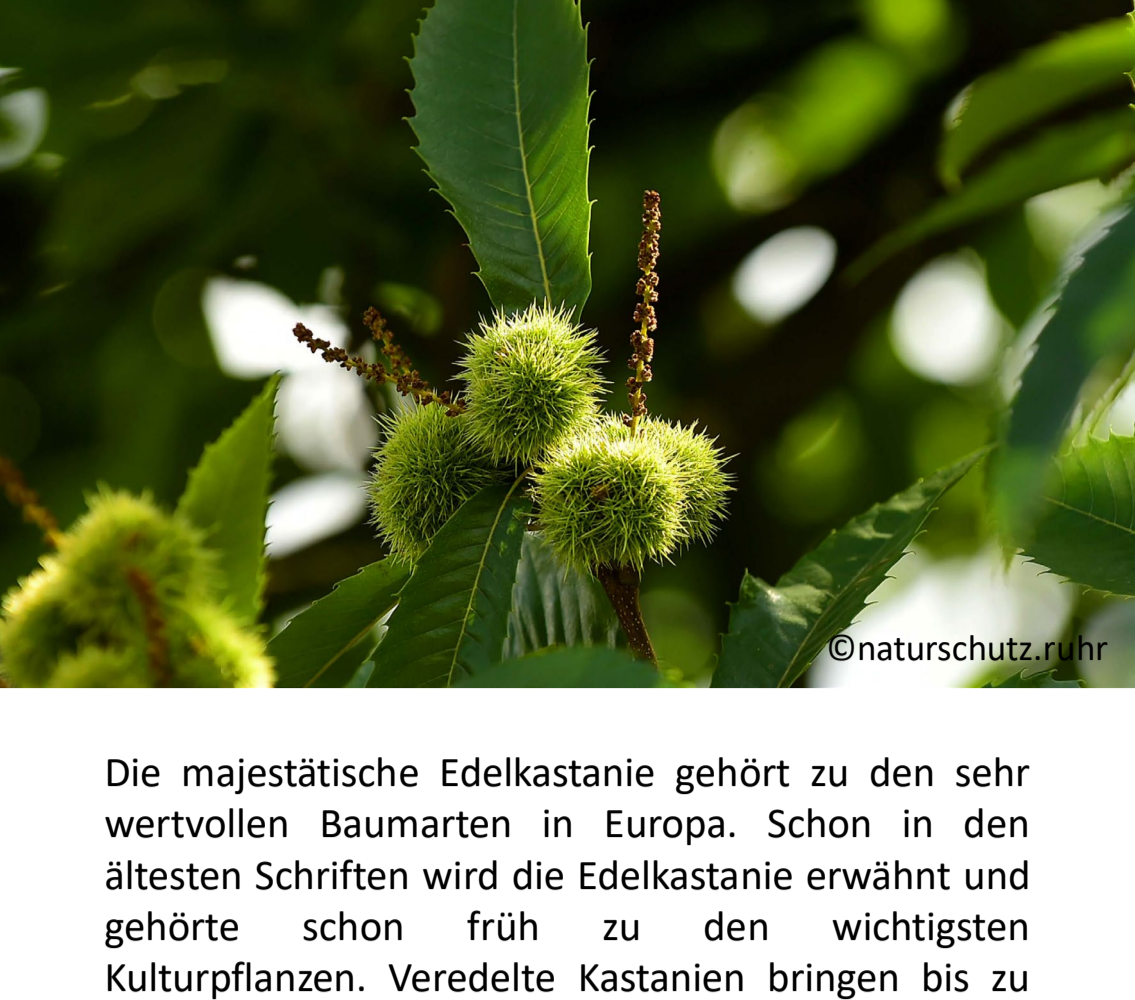 ©naturschutz.ruhr
Die majestätische Edelkastanie gehört zu den sehr
wertvollen Baumarten in Europa. Schon in den
ältesten Schriften wird die Edelkastanie erwähnt und
gehörte schon früh zu den wichtigsten
Kulturpflanzen. Veredelte Kastanien bringen bis zu